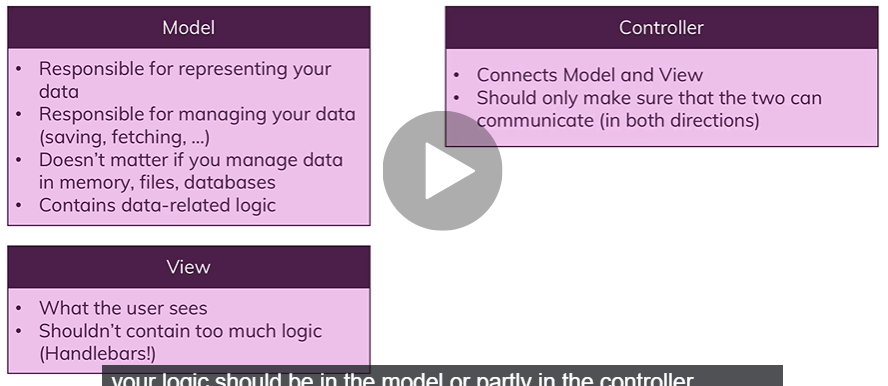 Model
• Responsible for representing your
data
• Responsible for managing your data
(saving, fetching, ...)
• Doesn't matter if you manage data
in memory, files, databases
• Contains data-related logic
Controller
• Connects Model and View
• Should only make sure that the two can
communicate (in both directions)
View
• What the user sees
• Shouldn't contain too much logic
(Handlebars!)
your logic should be in the model or partly in the controller